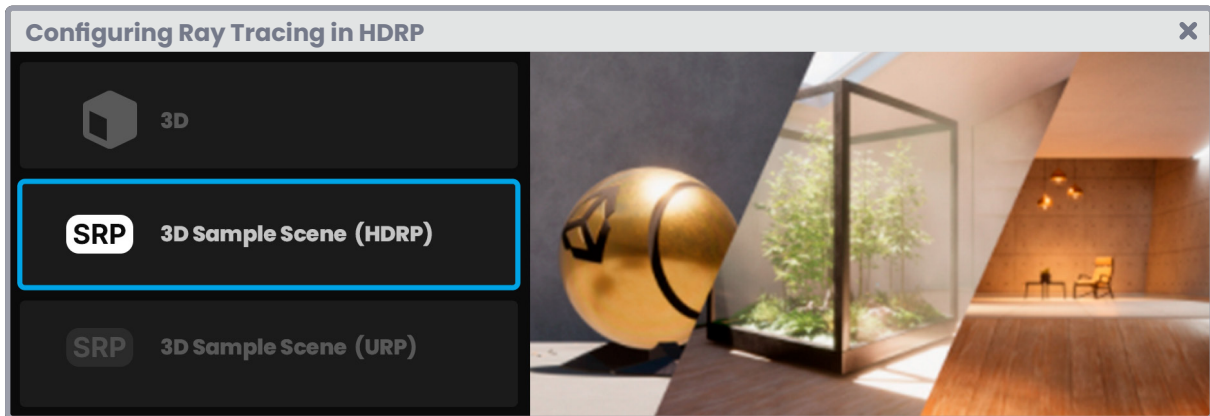 Configuring Ray Tracing in HDRP
3D
SRP 3D Sample Scene (HDRP)
SRP 3D Sample Scene (URP)